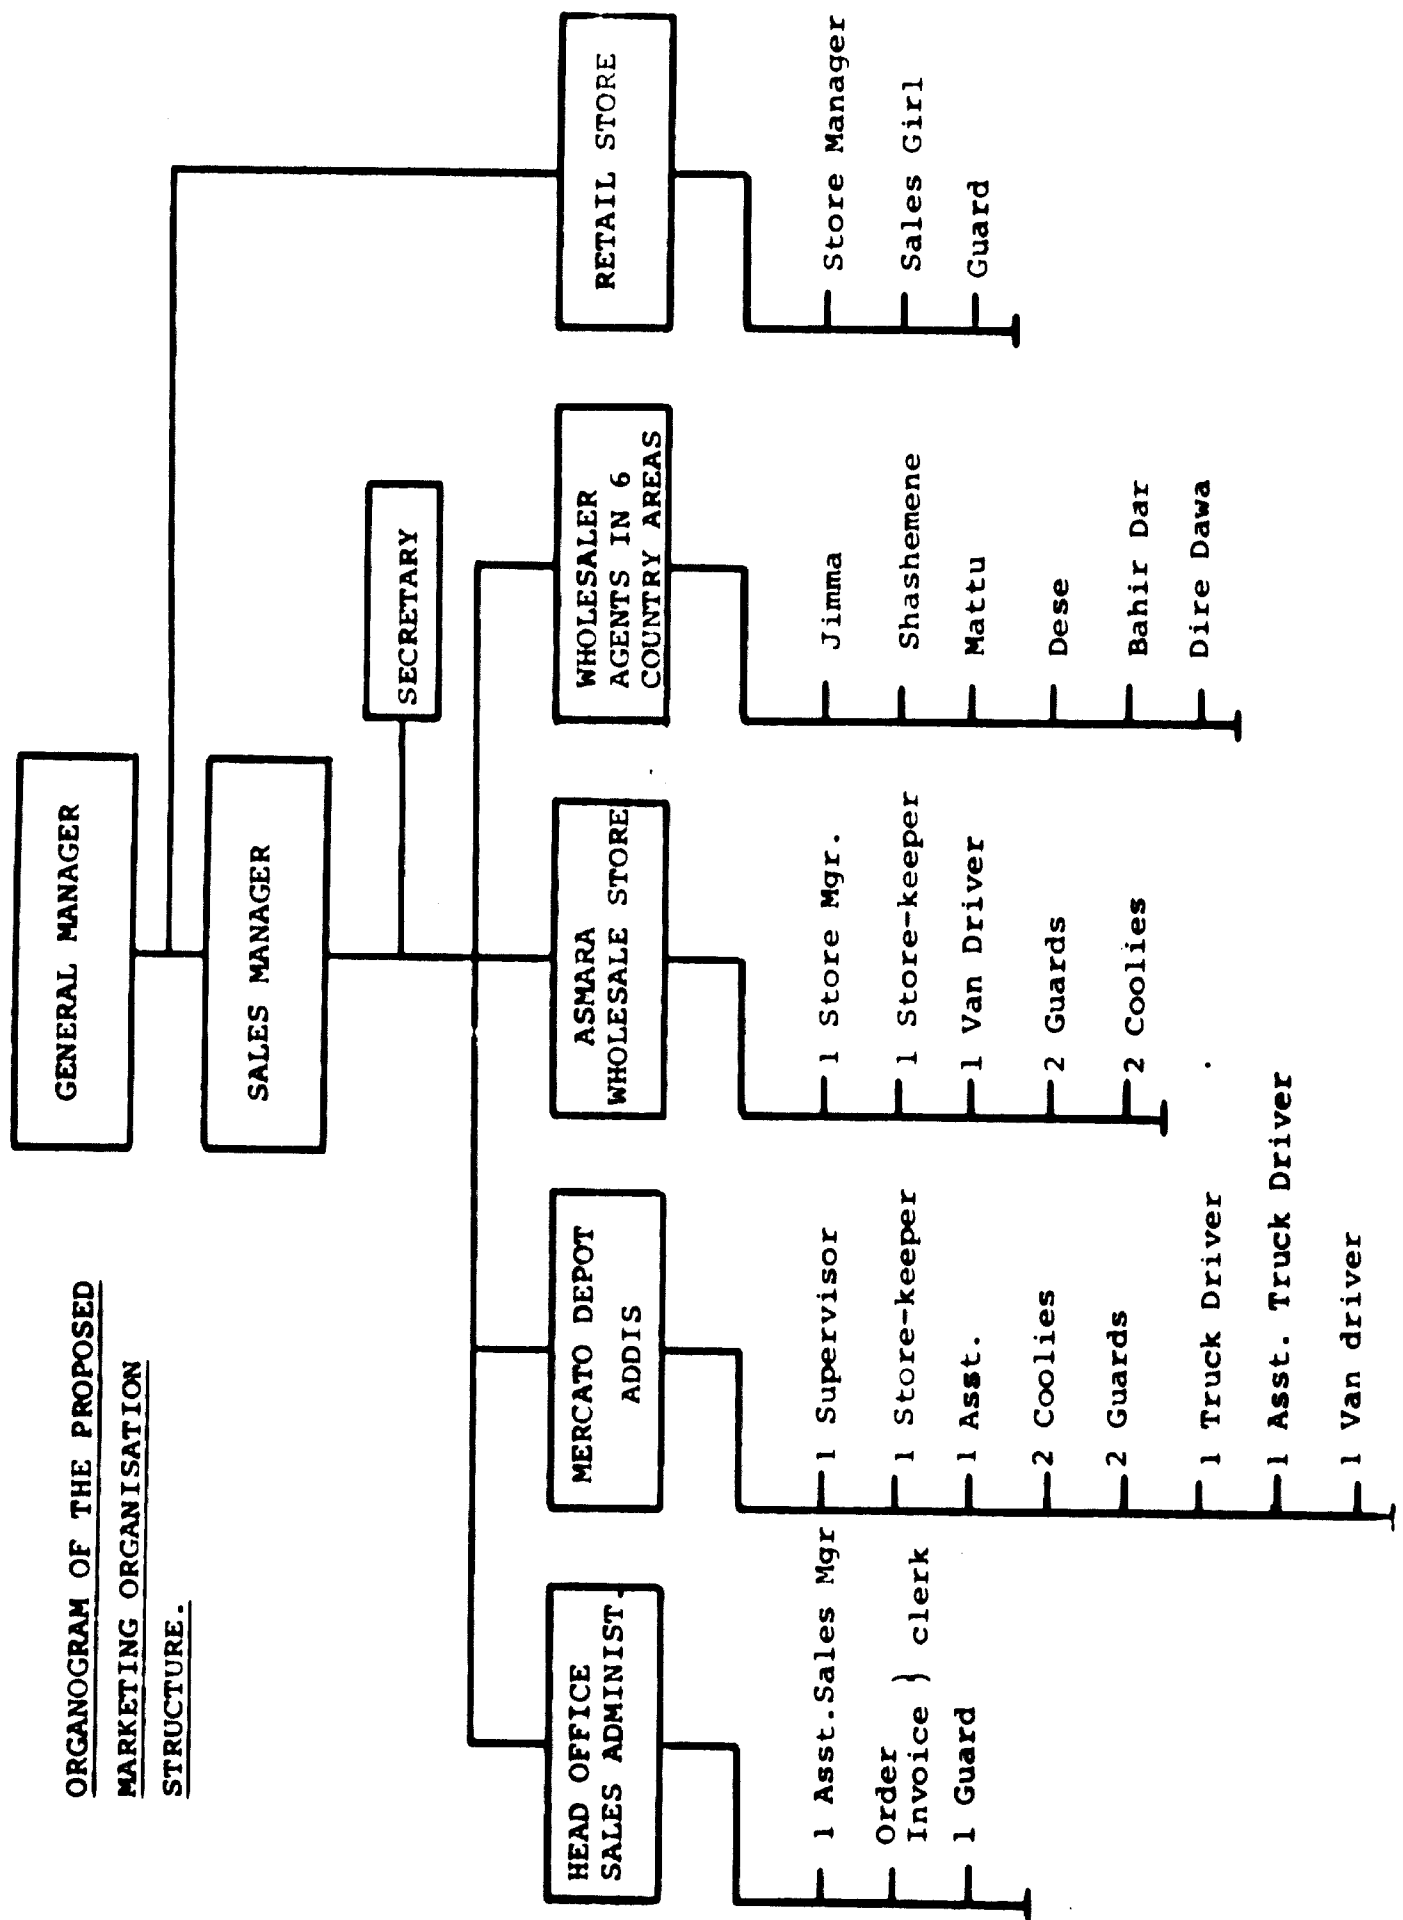 ORGANOGRAM OF THE PROPOSED
MARKETING ORGANISATION
STRUCTURE.
GENERAL MANAGER
SALES MANAGER
SECRETARY
HEAD OFFICE
SALES ADMINIST.
1 Asst.Sales Mgr
Order
Invoice } clerk
1 Guard
MERCATO DEPOT
ADDIS
1 Supervisor
1 Store-keeper
1 Asst.
2 Coolies
2 Guards
1 Truck Driver
1 Asst. Truck Driver
1 Van driver
ASMARA
WHOLESALE STORE
1 Store Mgr.
1 Store-keeper
1 Van Driver
2 Guards
2 Coolies
WHOLESALER
AGENTS IN 6
COUNTRY AREAS
Jimma
Shashemene
Mattu
Dese
Bahir Dar
Dire Dawa
RETAIL STORE
Store Manager
Sales Girl
Guard